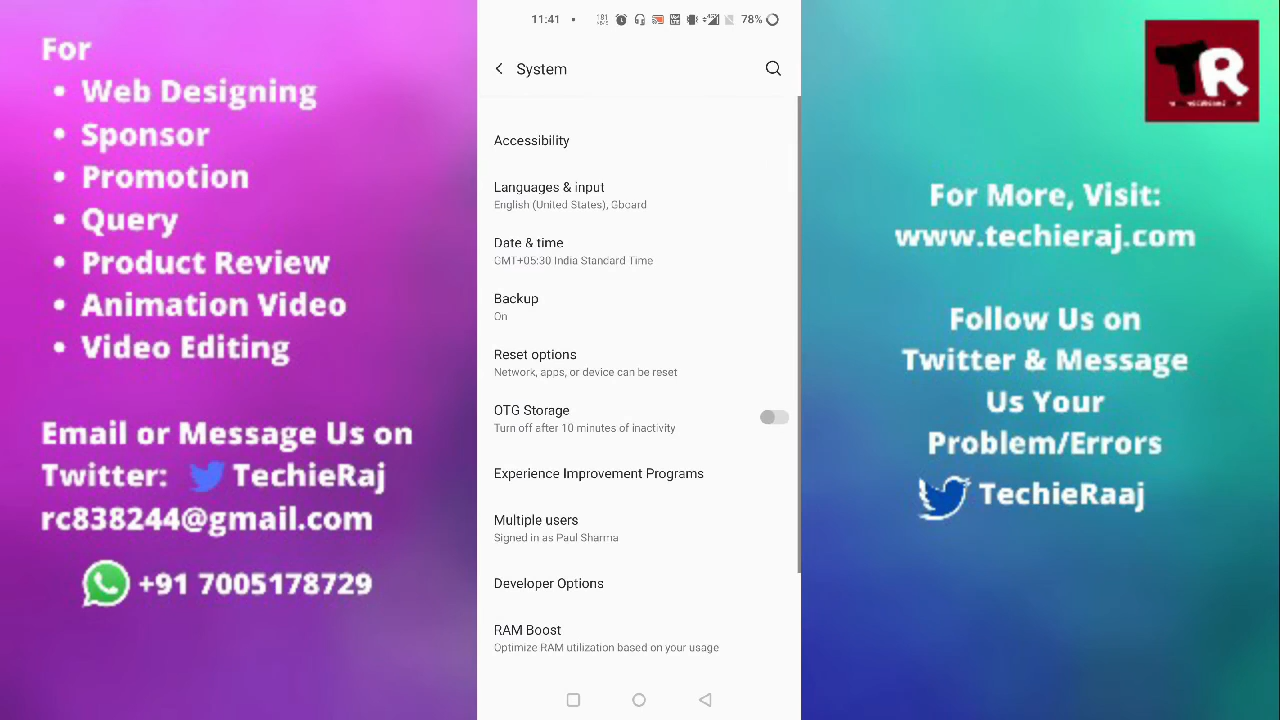 For
• Web Designing
• Sponsor
• Promotion
• Query
• Product Review
• Animation Video
• Video Editing
Email or Message Us on
Twitter: TechieRaj
rc838244@gmail.com
+91 7005178729
11:41 • 78%
System
Accessibility
Languages & input
English (United States), Gboard
Date & time
GMT+05:30 India Standard Time
Backup
On
Reset options
Network, apps, or device can be reset
OTG Storage
Turn off after 10 minutes of inactivity
Experience Improvement Programs
Multiple users
Signed in as Paul Sharma
Developer Options
RAM Boost
Optimize RAM utilization based on your usage
TR
For More, Visit:
www.techieraj.com
Follow Us on
Twitter & Message
Us Your
Problem/Errors
TechieRaaj